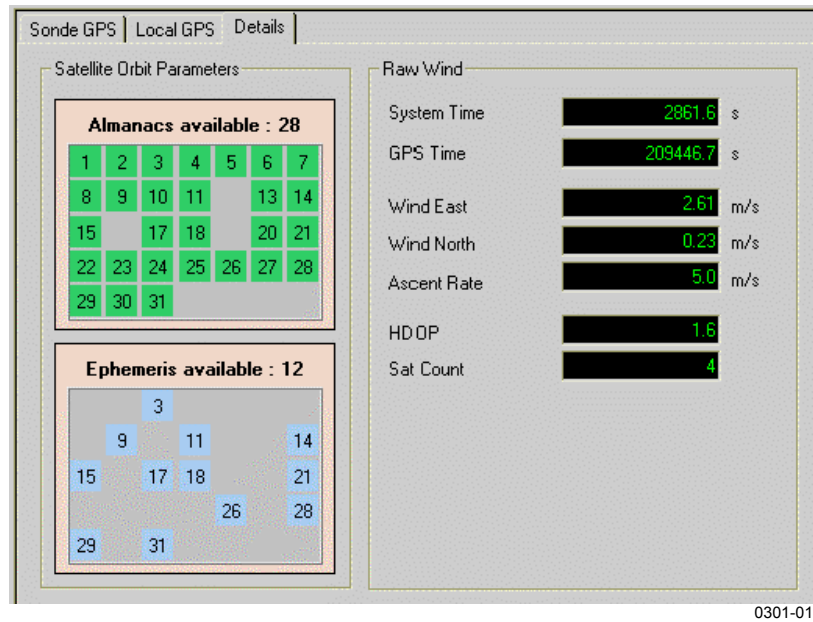 Sonde GPS Local GPS Details
Satellite Orbit Parameters
Almanacs available : 28
1 2 3 4 5 6 7
8 9 10 11 13 14
15 17 18 20 21
22 23 24 25 26 27 28
29 30 31
Ephemeris available : 12
3
9 11 14
15 17 18 21
26 28
29 31
Raw Wind
System Time 2861.6 s
GPS Time 209446.7 s
Wind East 2.61 m/s
Wind North 0.23 m/s
Ascent Rate 5.0 m/s
HDOP 1.6
Sat Count 4
0301-01